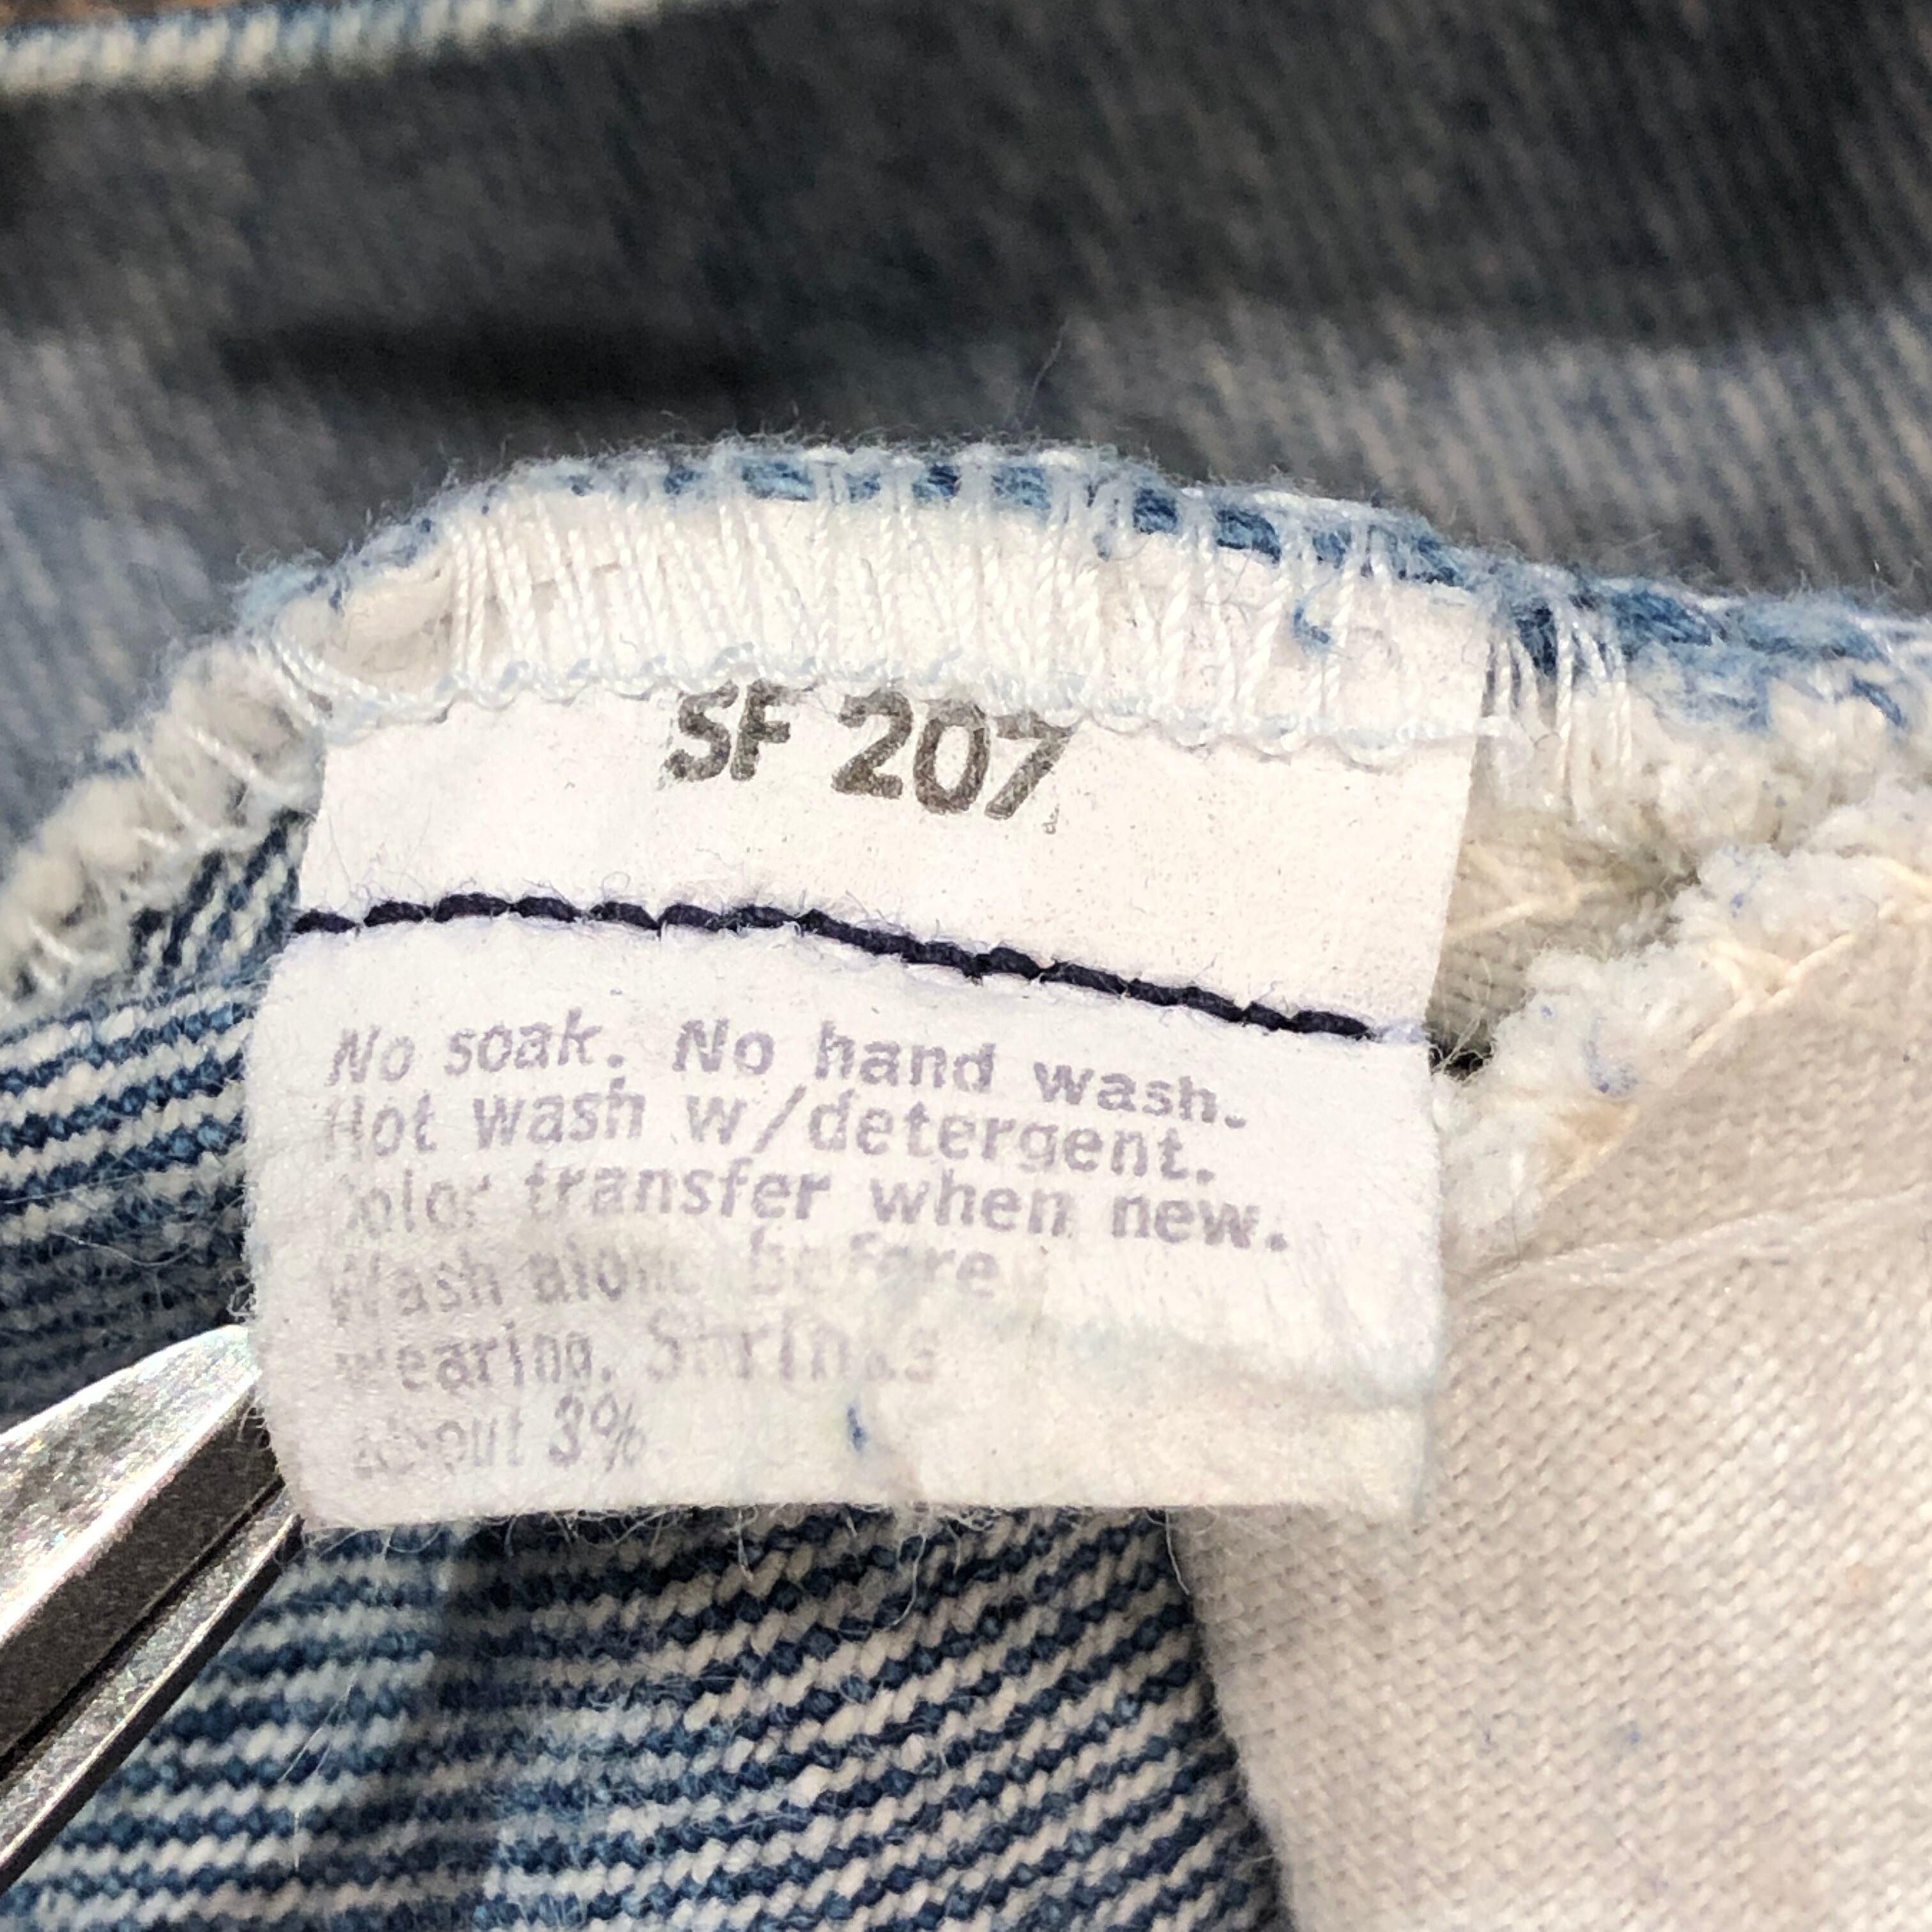 SF 207
No soak. No hand wash.
Hot wash w/detergent.
Color transfer when new.
Wash alone before
wearing. Shrinks
about 3%